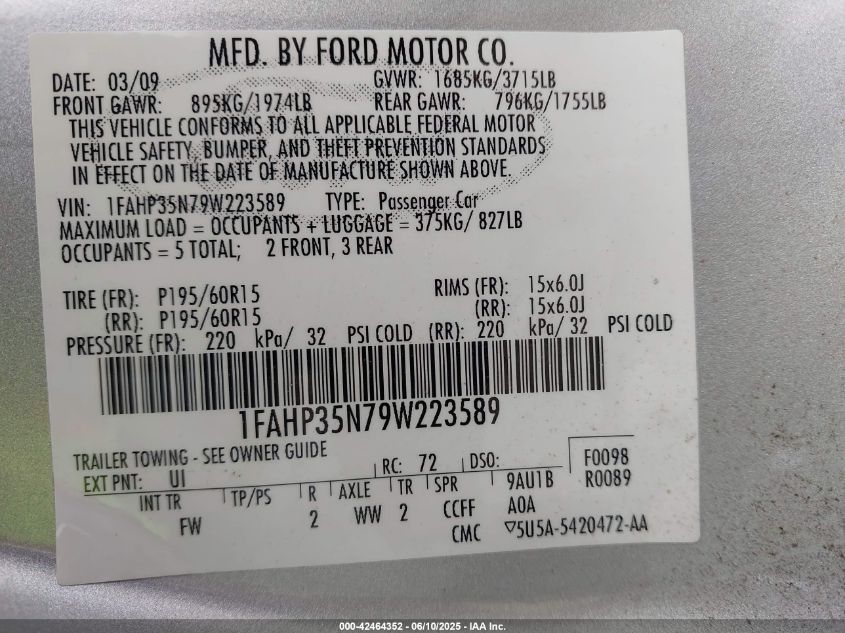 MFD. BY FORD MOTOR CO.
DATE: 03/09 GVWR: 1685KG/3715LB
FRONT GAWR: 895KG/1974LB REAR GAWR: 796KG/1755LB
THIS VEHICLE CONFORMS TO ALL APPLICABLE FEDERAL MOTOR
VEHICLE SAFETY, BUMPER, AND THEFT PREVENTION STANDARDS
IN EFFECT ON THE DATE OF MANUFACTURE SHOWN ABOVE.
VIN: 1FAHP35N79W223589 TYPE: Passenger Car
MAXIMUM LOAD = OCCUPANTS + LUGGAGE = 375KG/ 827LB
OCCUPANTS = 5 TOTAL; 2 FRONT, 3 REAR
TIRE (FR): P195/60R15 RIMS (FR): 15x6.0J
(RR): P195/60R15 (RR): 15x6.0J
PRESSURE (FR): 220 kPa/ 32 PSI COLD (RR): 220 kPa/ 32 PSI COLD
1FAHP35N79W223589
TRAILER TOWING - SEE OWNER GUIDE
EXT PNT: UI RC: 72 DSO: F0098
INT TR TP/PS R AXLE TR SPR 9AU1B R0089
FW 2 WW 2 CCFF A0A
CMC ▽5U5A-5420472-AA
000-42464352 - 06/10/2025 - IAA Inc.